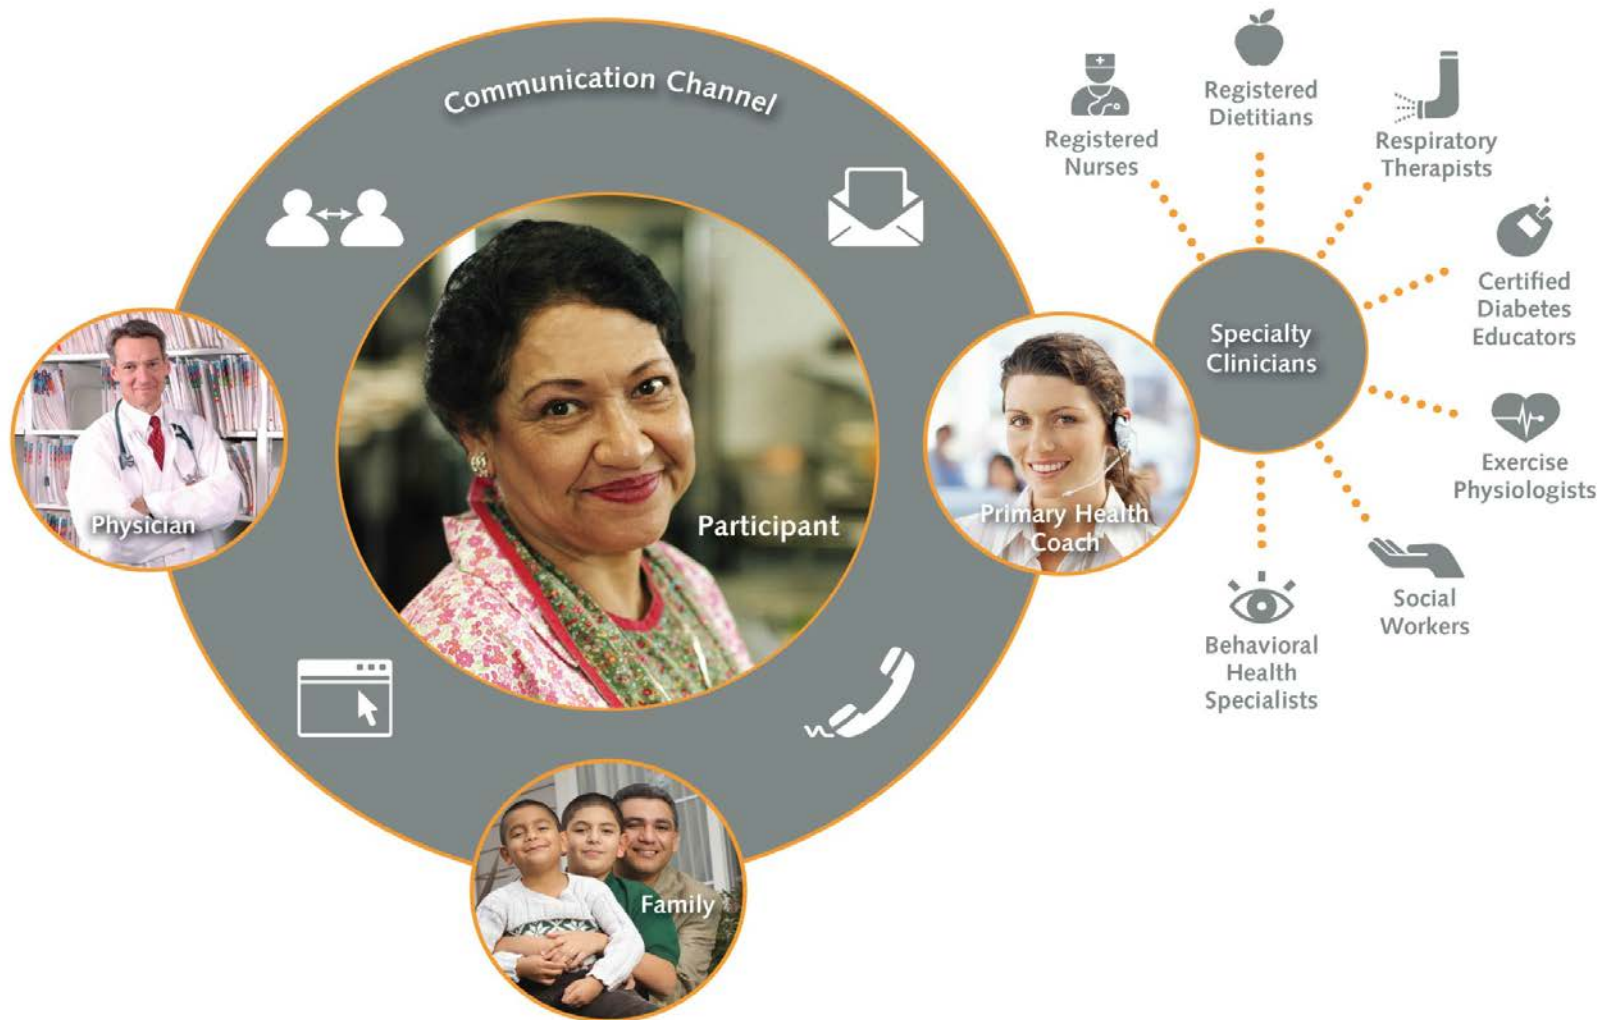 Communication Channel
Participant
Physician
Primary Health
Coach
Family
Specialty
Clinicians
Registered
Nurses
Registered
Dietitians
Respiratory
Therapists
Certified
Diabetes
Educators
Exercise
Physiologists
Social
Workers
Behavioral
Health
Specialists